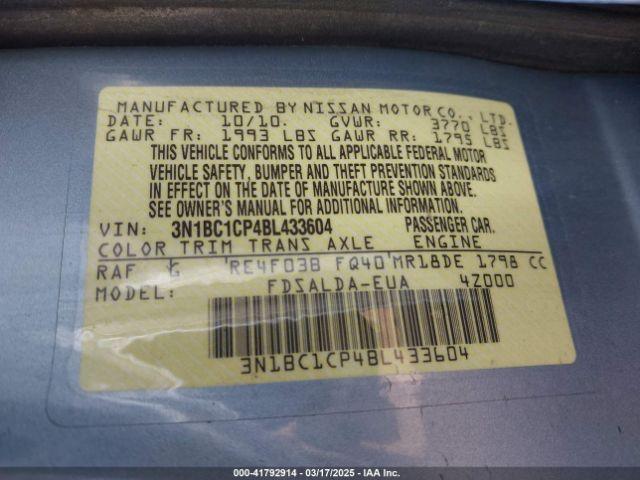 MANUFACTURED BY NISSAN MOTOR CO., LTD.
DATE: 10/10. GVWR: 3770 LBS
GAWR FR: 1993 LBS GAWR RR: 1795 LBS
THIS VEHICLE CONFORMS TO ALL APPLICABLE FEDERAL MOTOR
VEHICLE SAFETY, BUMPER AND THEFT PREVENTION STANDARDS
IN EFFECT ON THE DATE OF MANUFACTURE SHOWN ABOVE.
SEE OWNER'S MANUAL FOR ADDITIONAL INFORMATION.
VIN: 3N1BC1CP4BL433604 PASSENGER CAR.
COLOR TRIM TRANS AXLE ENGINE
RAF G RE4F03B FQ40 MR18DE 1798 CC
MODEL: FDSALDA-EUA 4Z000
3N1BC1CP4BL433604
000-41792914 - 03/17/2025 - IAA Inc.